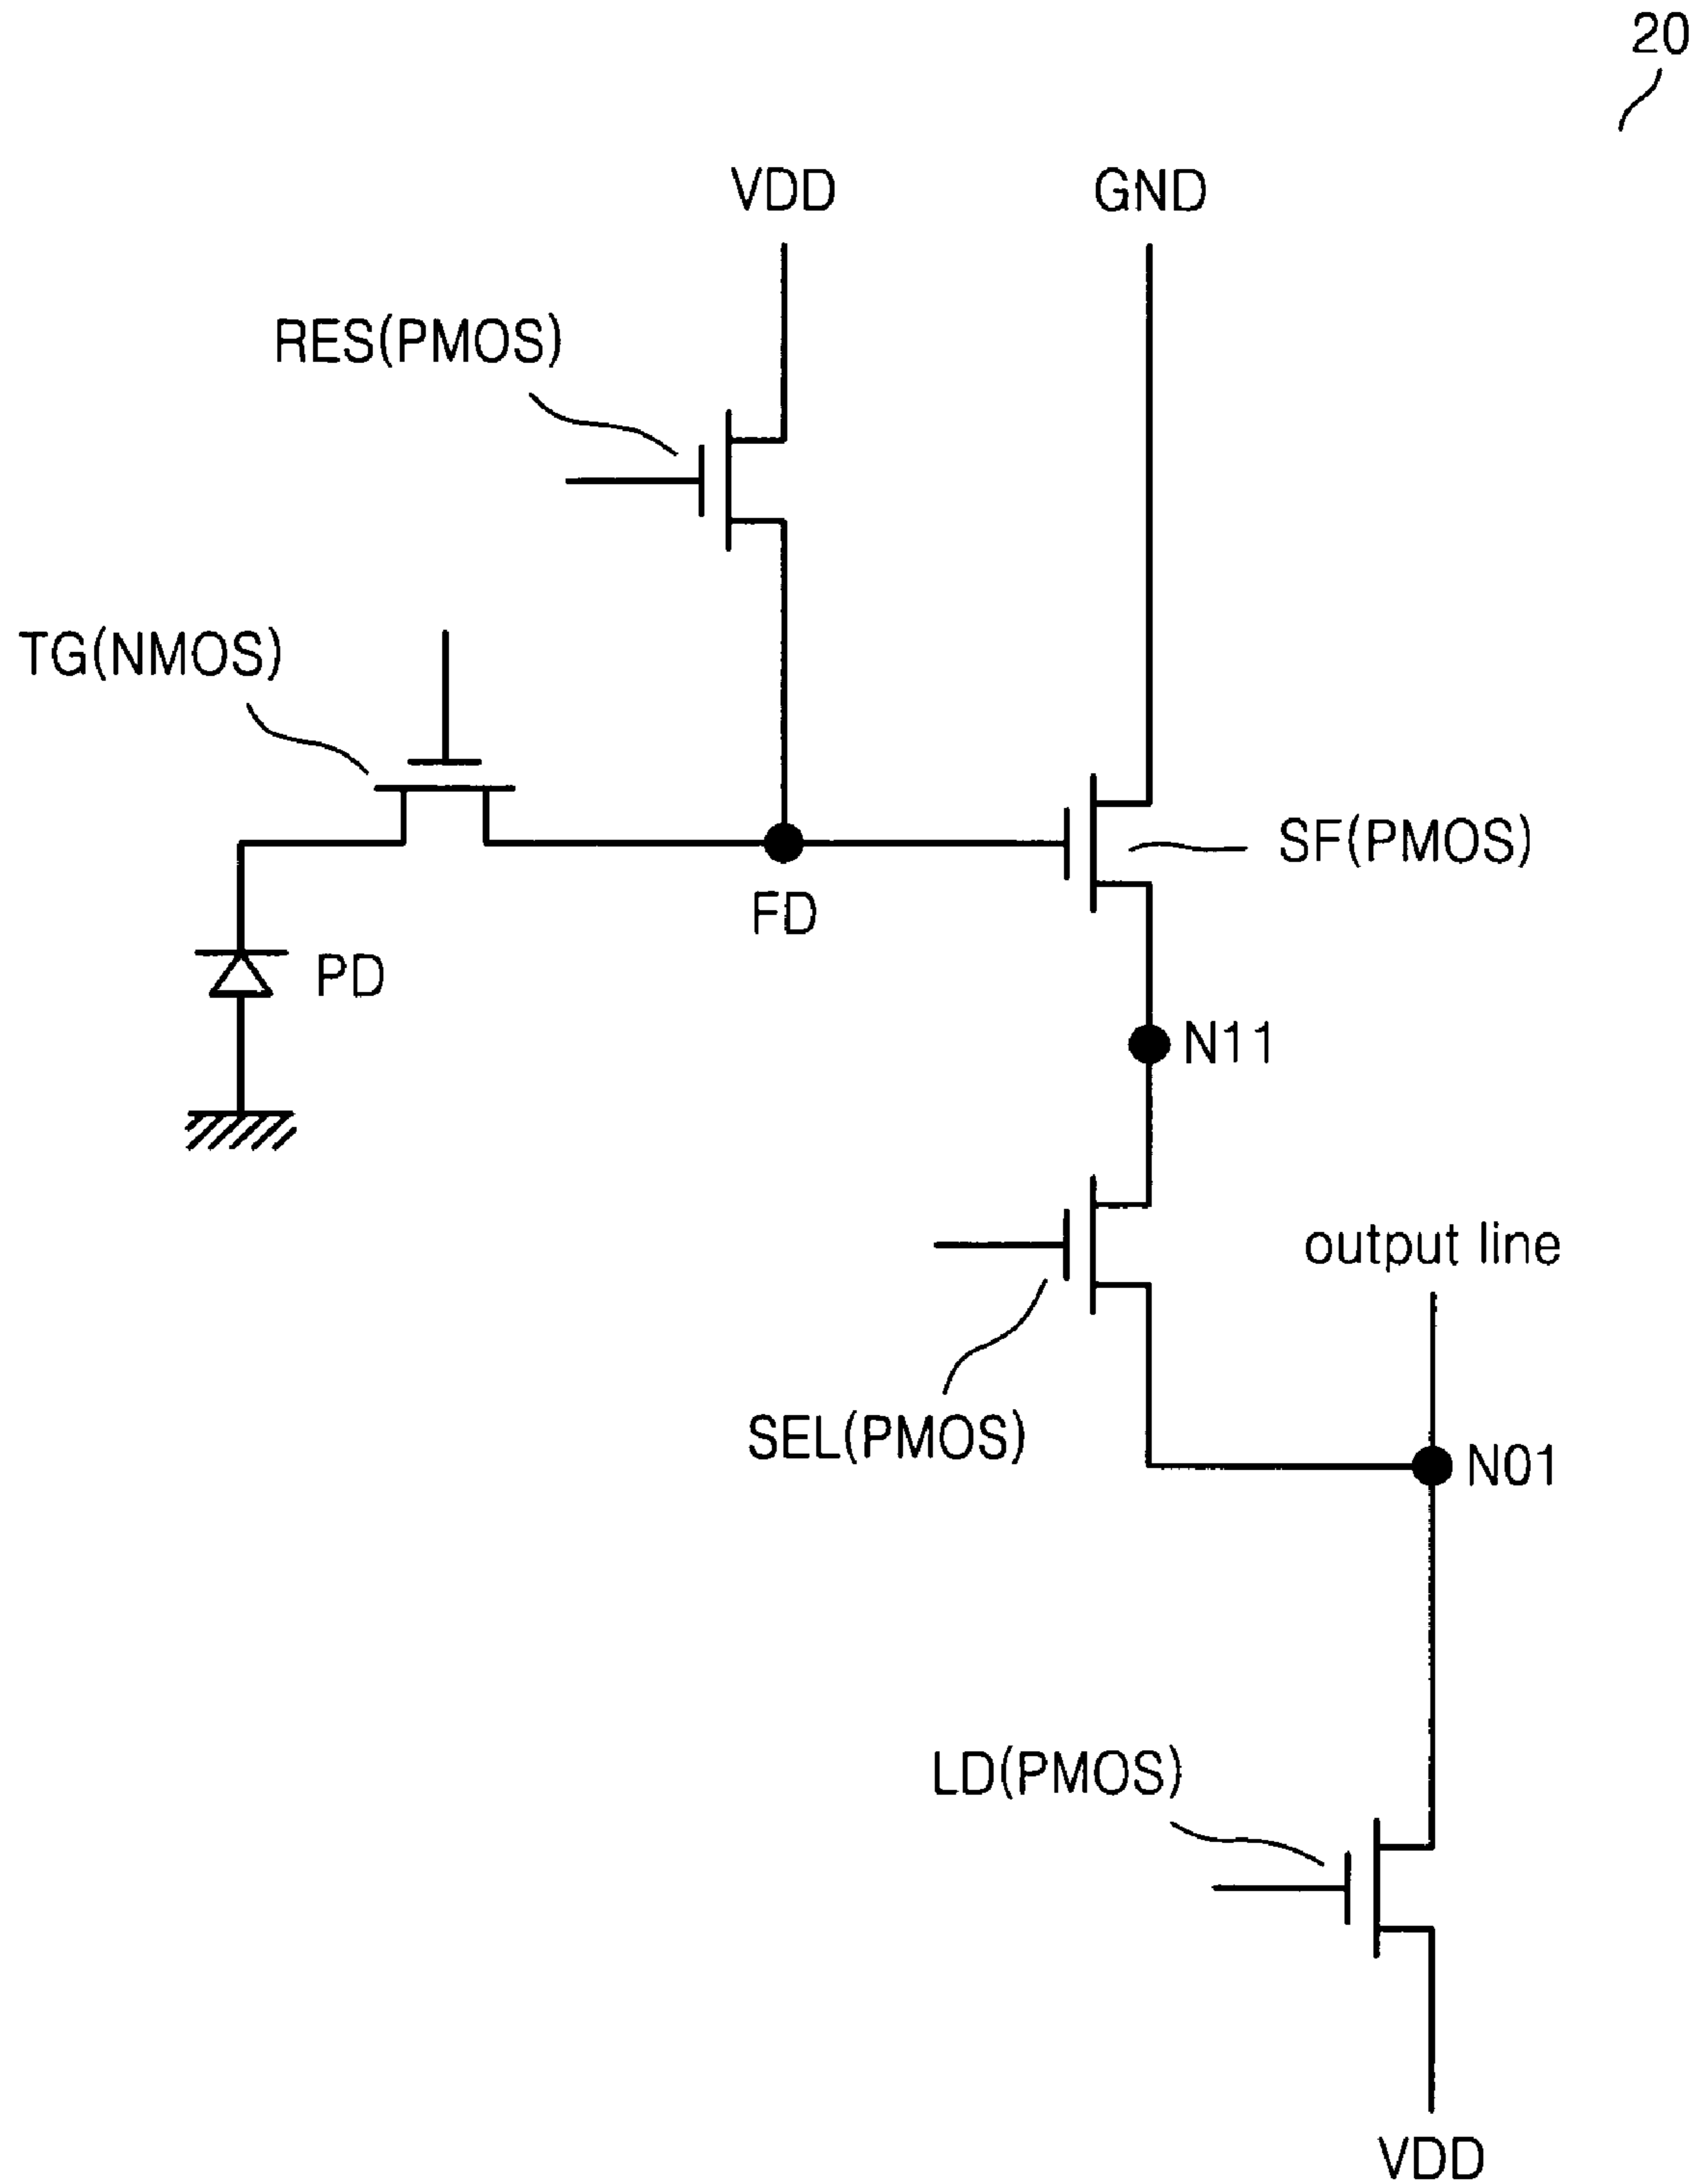 20
VDD
GND
RES(PMOS)
TG(NMOS)
SF(PMOS)
FD
PD
N11
output line
SEL(PMOS)
N01
LD(PMOS)
VDD